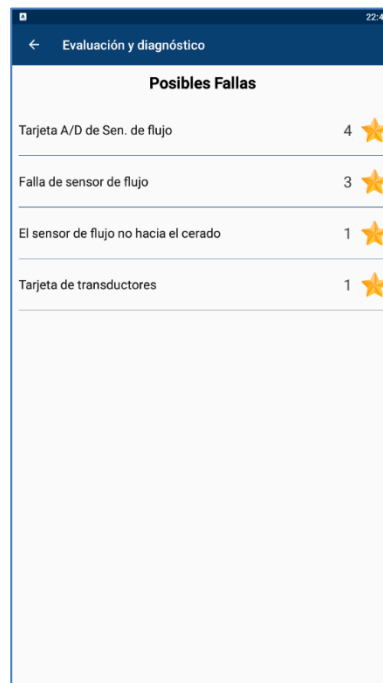 A
22:4
← Evaluación y diagnóstico
Posibles Fallas
Tarjeta A/D de Sen. de flujo 4
Falla de sensor de flujo 3
El sensor de flujo no hacia el cerado 1
Tarjeta de transductores 1